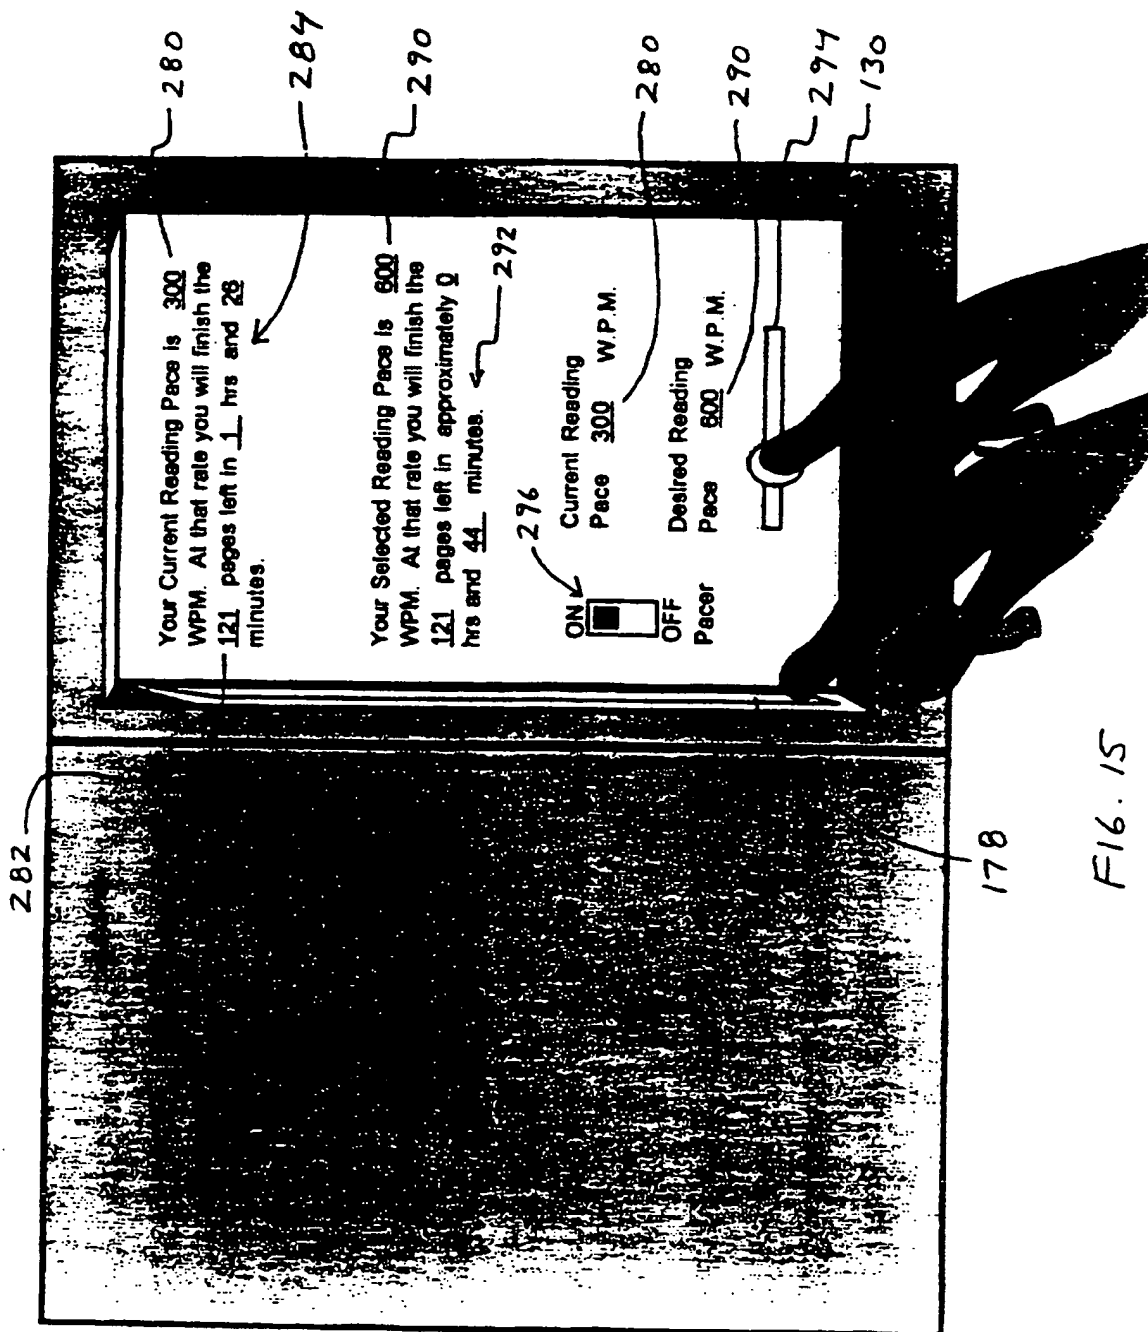 282
280
284
290
Your Current Reading Pace is 300
WPM. At that rate you will finish the
121 pages left in 1 hrs and 26
minutes.
Your Selected Reading Pace is 600
WPM. At that rate you will finish the
121 pages left in approximately 0
hrs and 44 minutes.
292
296
ON
OFF
Pacer
Current Reading
Pace 300 W.P.M.
Desired Reading
Pace 600 W.P.M.
280
290
294
130
178
FIG. 15